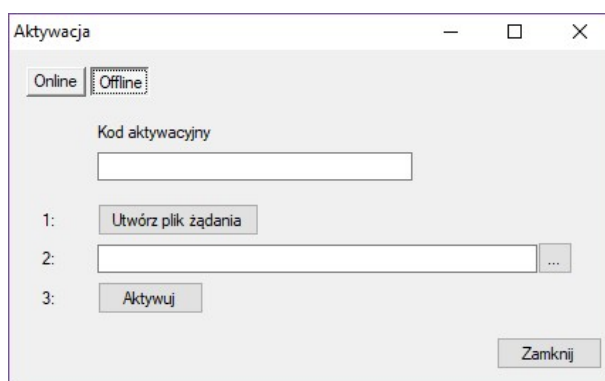 Aktywacja
Online Offline
Kod aktywacyjny
1: Utwórz plik żądania
2: ...
3: Aktywuj
Zamknij